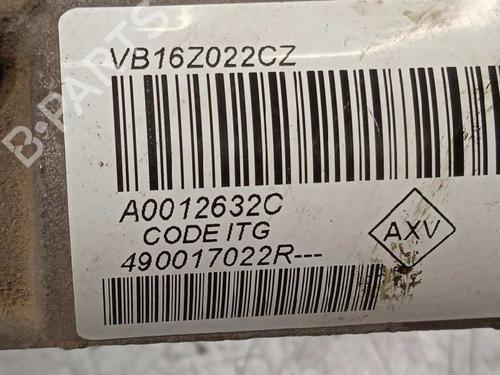 VB16Z022CZ
A0012632C
CODE ITG
490017022R---
AXV
B-PARTS